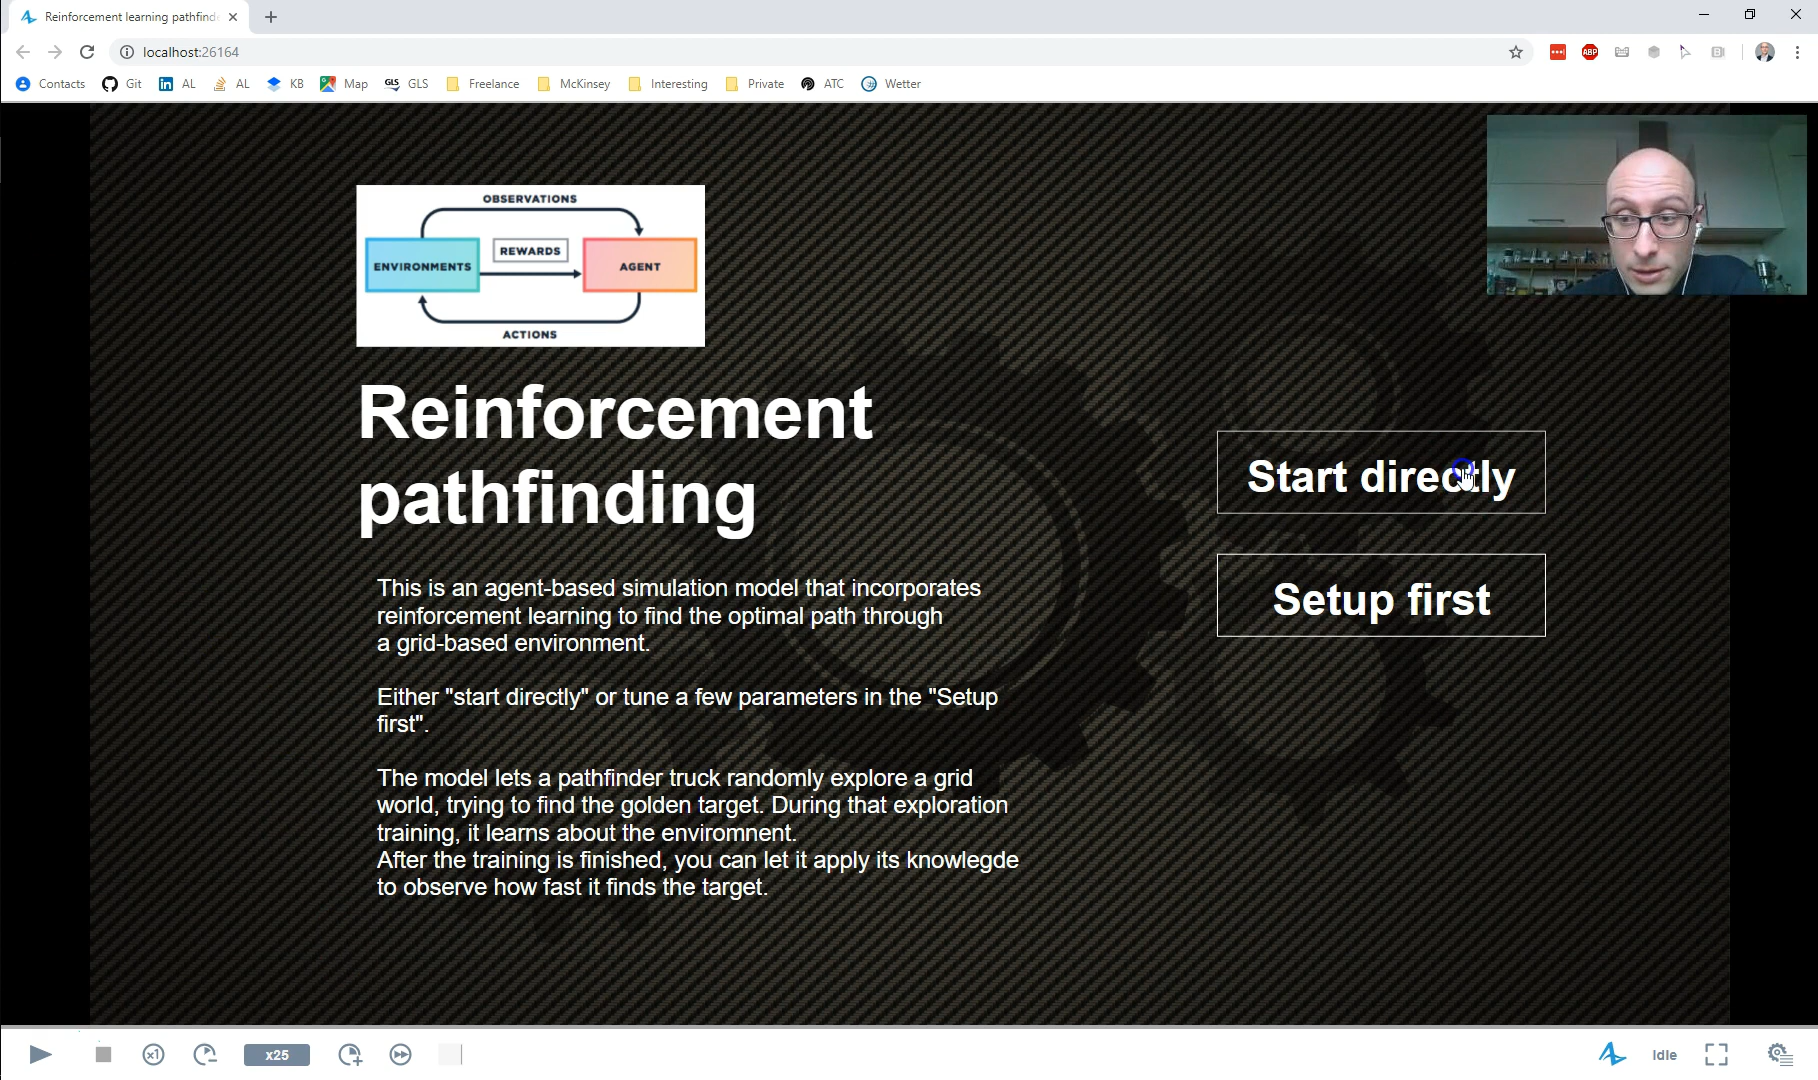 Reinforcement learning pathfind
localhost:26164
ABP
Contacts Git AL AL KB Map GLS GLS Freelance McKinsey Interesting Private ATC Wetter
OBSERVATIONS
REWARDS
ENVIRONMENTS
AGENT
ACTIONS
Reinforcement
pathfinding
This is an agent-based simulation model that incorporates
reinforcement learning to find the optimal path through
a grid-based environment.
Either "start directly" or tune a few parameters in the "Setup
first".
The model lets a pathfinder truck randomly explore a grid
world, trying to find the golden target. During that exploration
training, it learns about the enviromnent.
After the training is finished, you can let it apply its knowlegde
to observe how fast it finds the target.
Start directly
Setup first
x1
x25
Idle